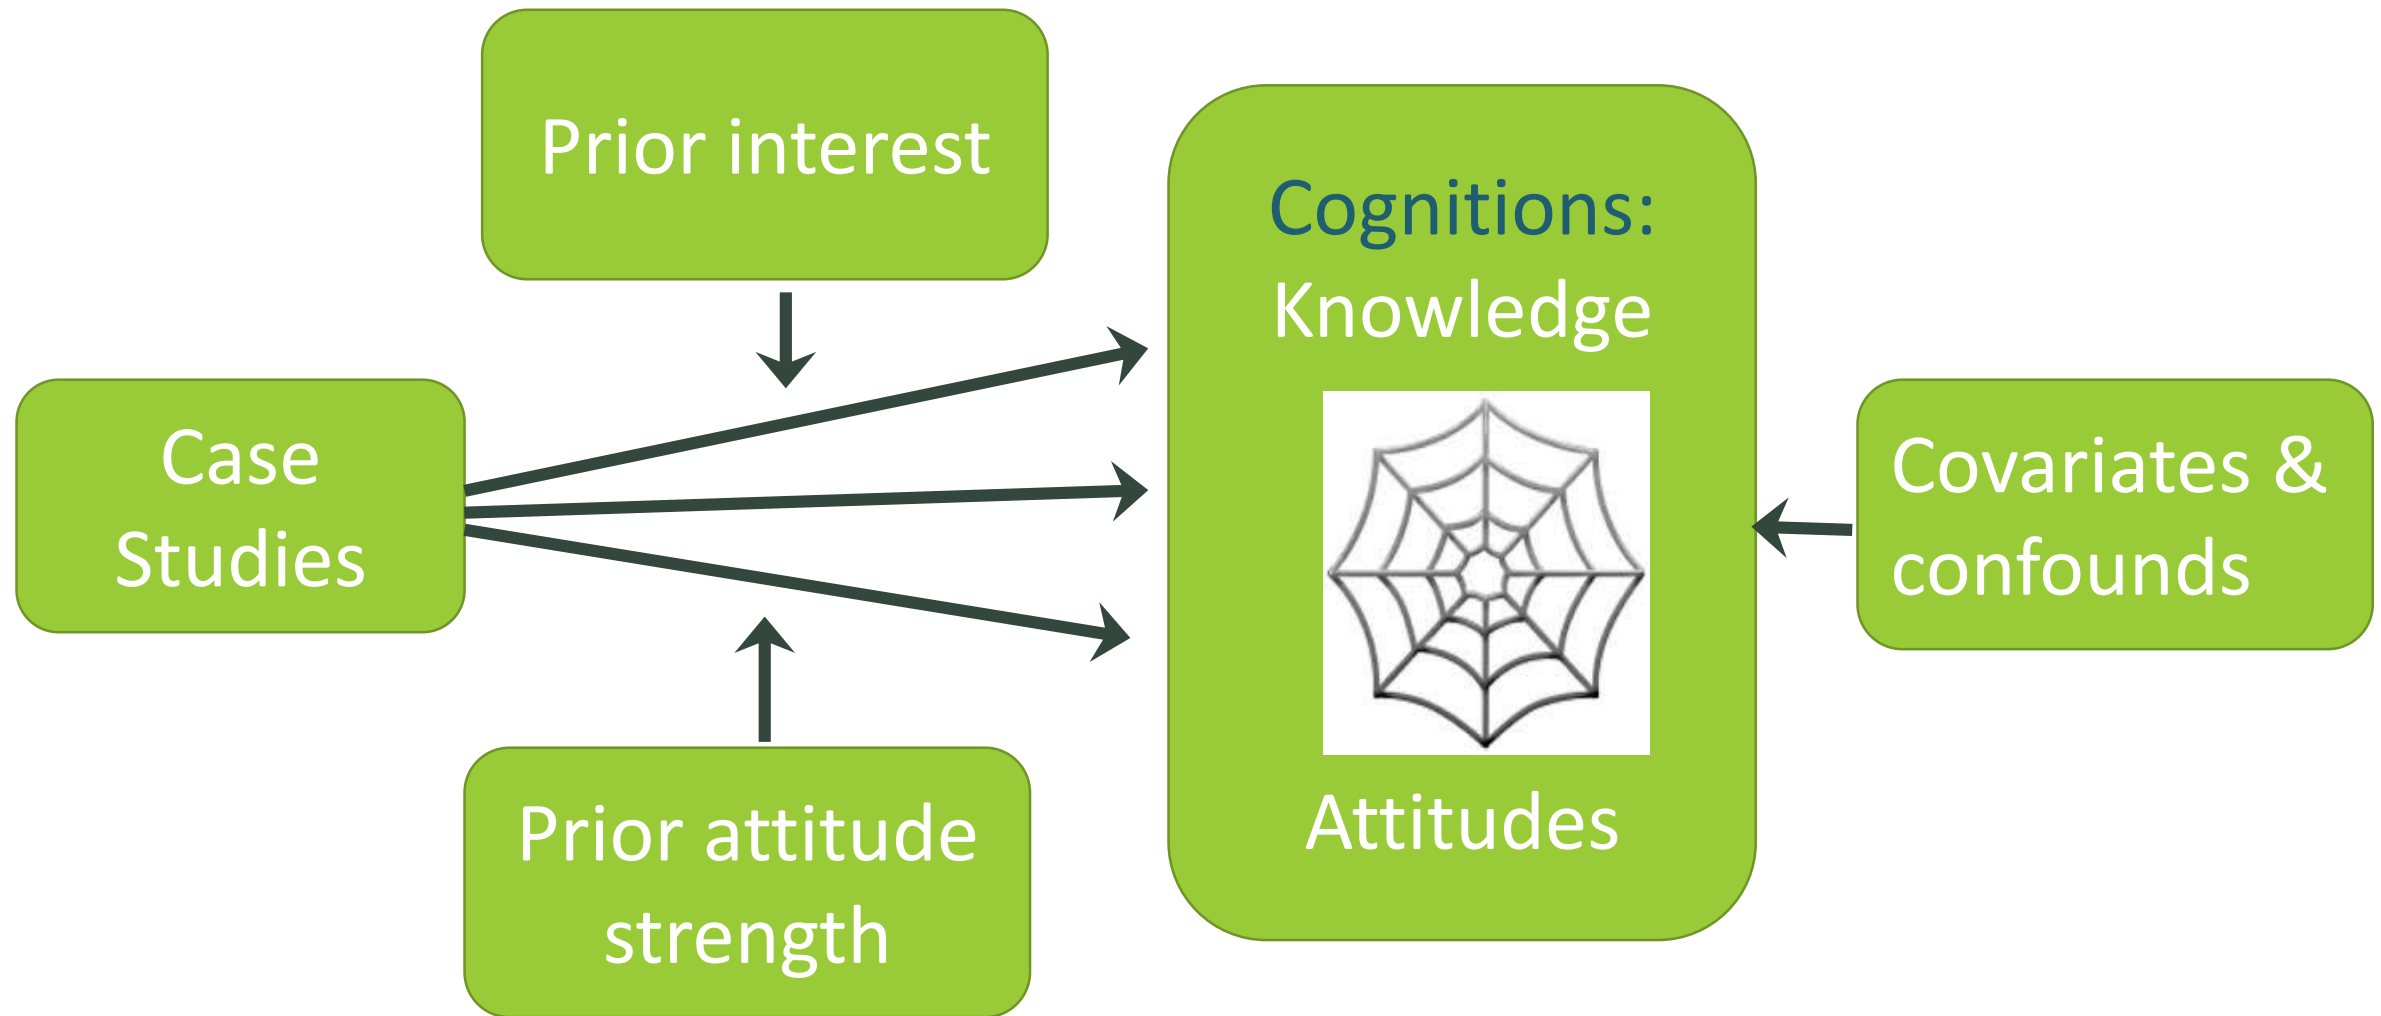 Prior interest
Cognitions:
Knowledge
Case
Studies
Covariates &
confounds
Attitudes
Prior attitude
strength